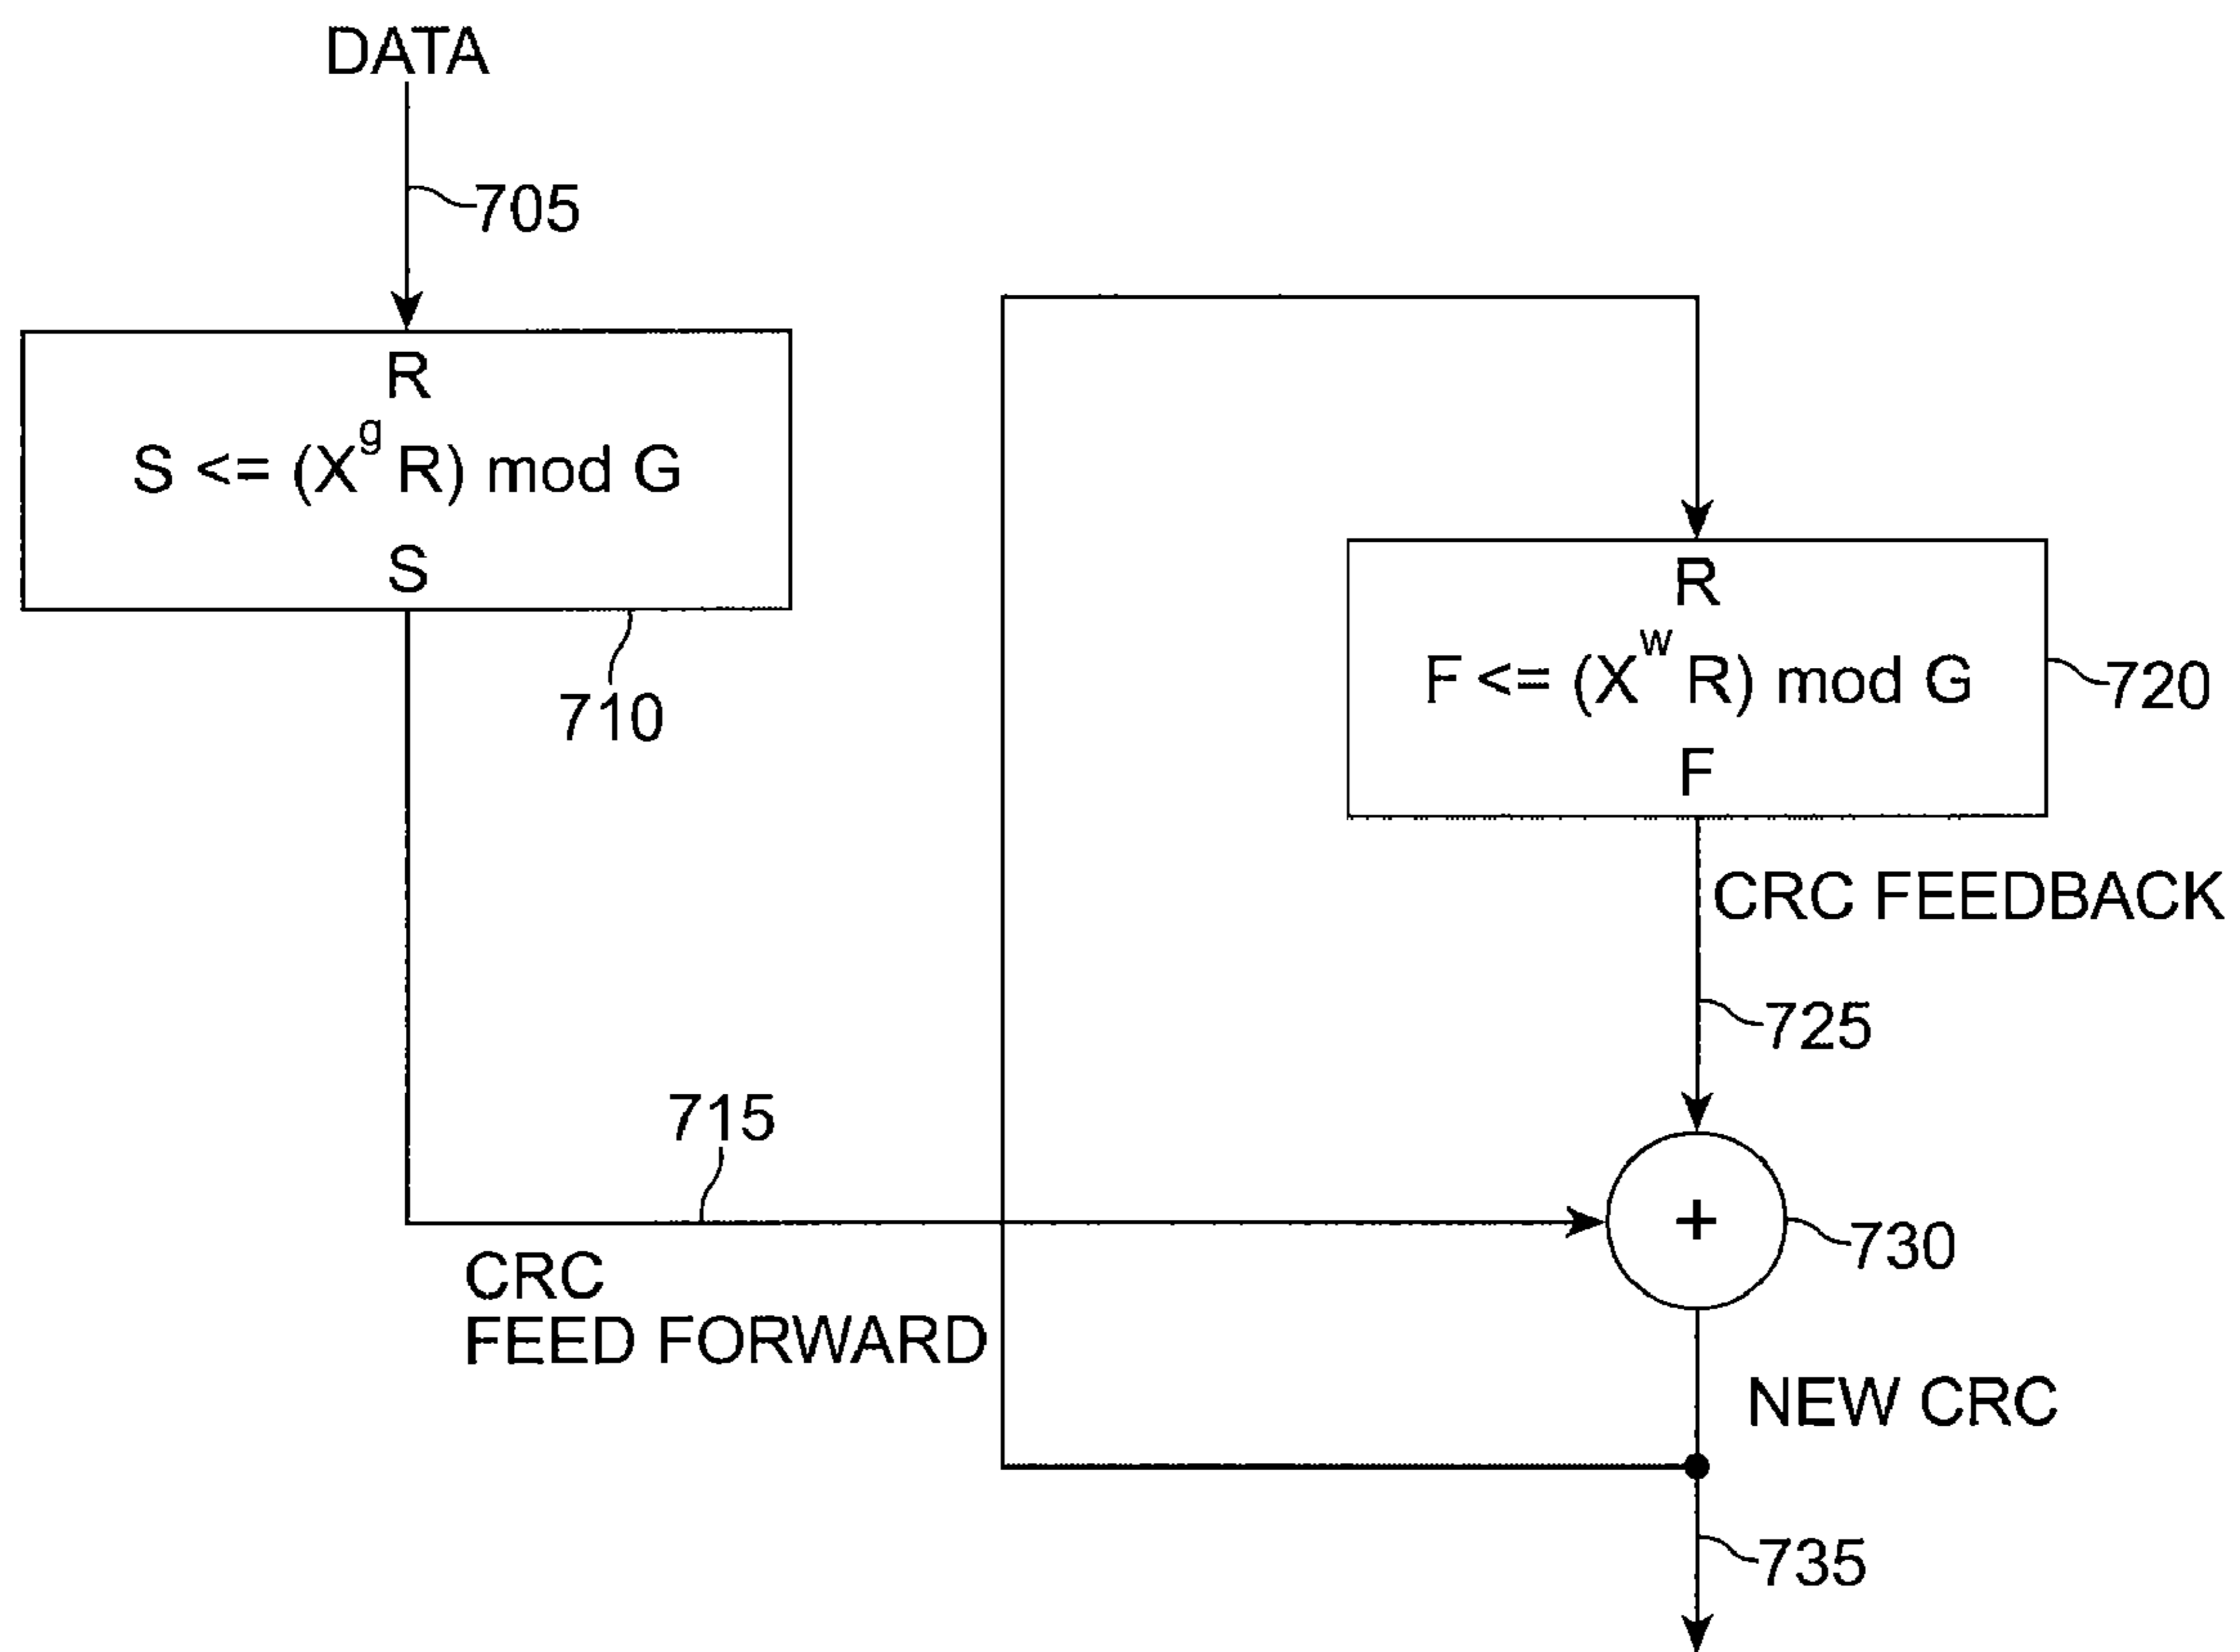 DATA
705
R
S <= (X^g R) mod G
S
710
R
F <= (X^w R) mod G
F
720
CRC FEEDBACK
725
715
+
730
CRC
FEED FORWARD
NEW CRC
735